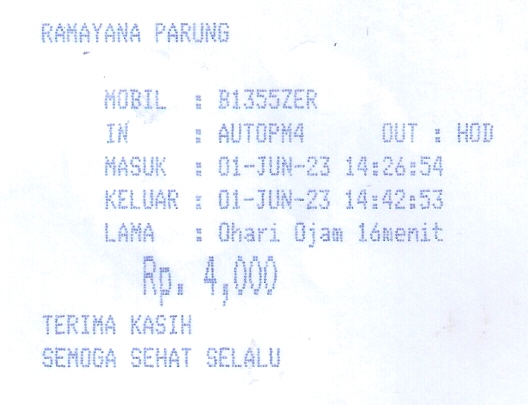 RAMAYANA PARUNG
MOBIL : B1355ZER
IN : AUTOPM4 OUT : HOD
MASUK : 01-JUN-23 14:26:54
KELUAR : 01-JUN-23 14:42:53
LAMA : 0hari 0jam 16menit
Rp. 4,000
TERIMA KASIH
SEMOGA SEHAT SELALU